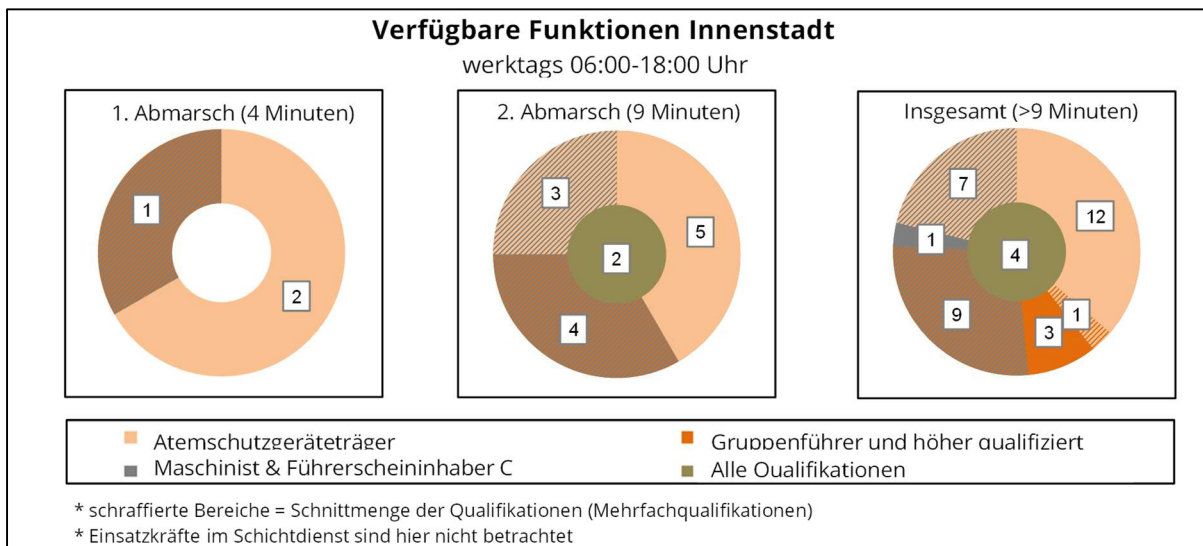 Verfügbare Funktionen Innenstadt
werktags 06:00-18:00 Uhr
1. Abmarsch (4 Minuten)
1
2
2. Abmarsch (9 Minuten)
3
5
2
4
Insgesamt (>9 Minuten)
7
12
1
4
9
3
1
Atemschutzgeräteträger
Gruppenführer und höher qualifiziert
Maschinist & Führerscheininhaber C
Alle Qualifikationen
* schraffierte Bereiche = Schnittmenge der Qualifikationen (Mehrfachqualifikationen)
* Einsatzkräfte im Schichtdienst sind hier nicht betrachtet